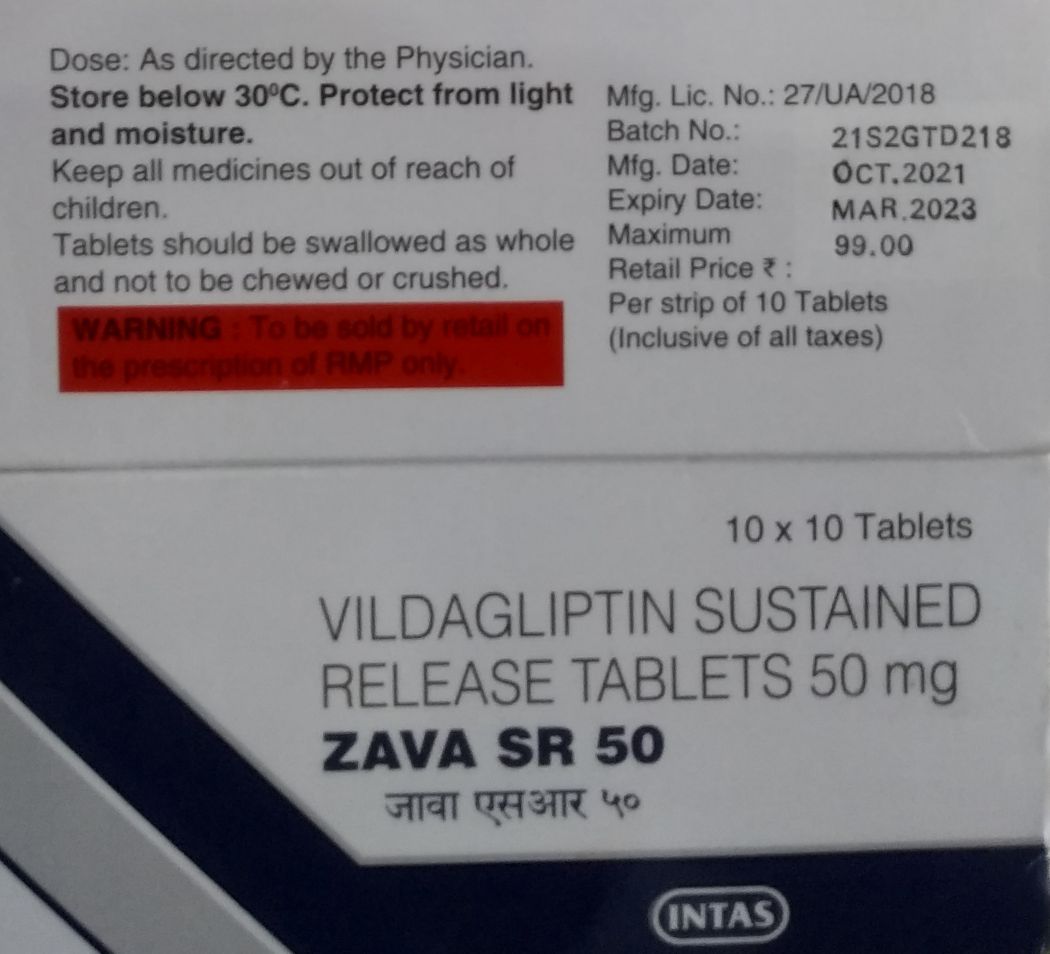 Dose: As directed by the Physician.
Store below 30⁰C. Protect from light
and moisture.
Keep all medicines out of reach of
children.
Tablets should be swallowed as whole
and not to be chewed or crushed.
WARNING : To be sold by retail on
the prescription of RMP only.
Mfg. Lic. No.: 27/UA/2018
Batch No.: 21S2GTD218
Mfg. Date: OCT.2021
Expiry Date: MAR.2023
Maximum 99.00
Retail Price ₹ :
Per strip of 10 Tablets
(Inclusive of all taxes)
10 x 10 Tablets
VILDAGLIPTIN SUSTAINED
RELEASE TABLETS 50 mg
ZAVA SR 50
जावा एसआर ५०
INTAS